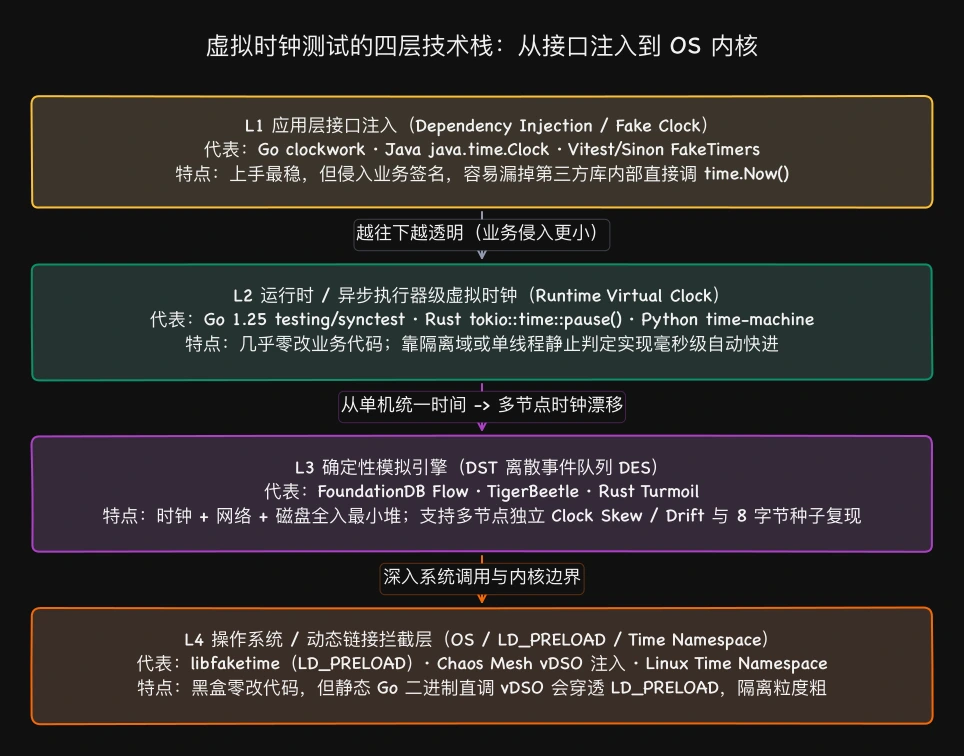 虚拟时钟测试的四层技术栈：从接口注入到 OS 内核
L1 应用层接口注入（Dependency Injection / Fake Clock）
代表：Go clockwork · Java java.time.Clock · Vitest/Sinon FakeTimers
特点：上手最稳，但侵入业务签名，容易漏掉第三方库内部直接调 time.Now()
越往下越透明（业务侵入更小）
L2 运行时 / 异步执行器级虚拟时钟（Runtime Virtual Clock）
代表：Go 1.25 testing/synctest · Rust tokio::time::pause() · Python time-machine
特点：几乎零改业务代码；靠隔离域或单线程静止判定实现毫秒级自动快进
从单机统一时间 -> 多节点时钟漂移
L3 确定性模拟引擎（DST 离散事件队列 DES）
代表：FoundationDB Flow · TigerBeetle · Rust Turmoil
特点：时钟 + 网络 + 磁盘全入最小堆；支持多节点独立 Clock Skew / Drift 与 8 字节种子复现
深入系统调用与内核边界
L4 操作系统 / 动态链接拦截层（OS / LD_PRELOAD / Time Namespace）
代表：libfaketime（LD_PRELOAD）· Chaos Mesh vDSO 注入 · Linux Time Namespace
特点：黑盒零改代码，但静态 Go 二进制直调 vDSO 会穿透 LD_PRELOAD，隔离粒度粗